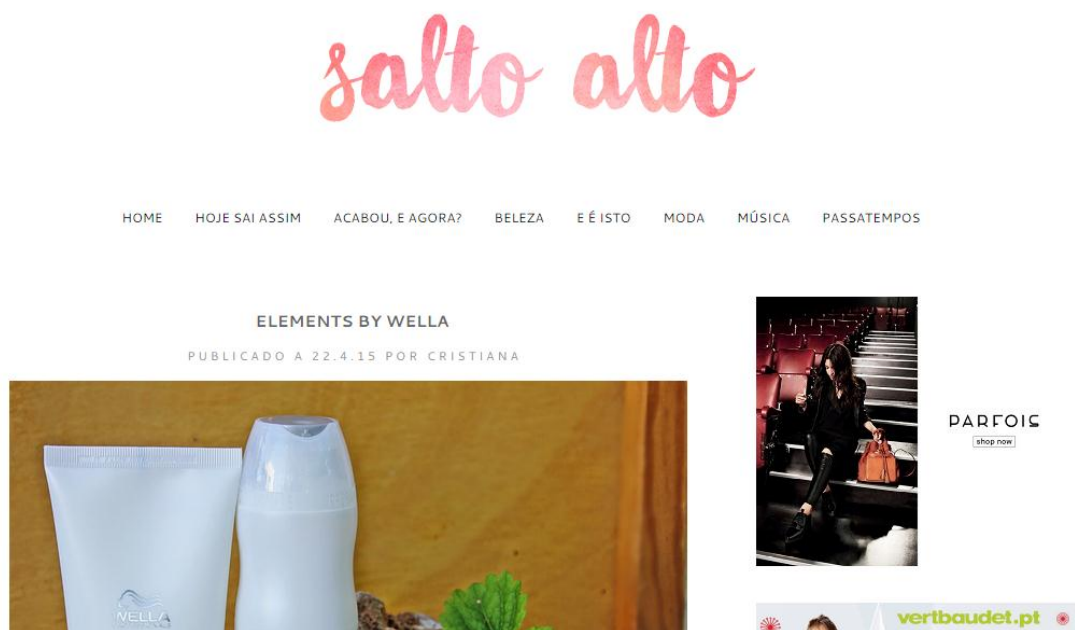 salto alto
HOME HOJE SAI ASSIM ACABOU, E AGORA? BELEZA E É ISTO MODA MÚSICA PASSATEMPOS
ELEMENTS BY WELLA
PUBLICADO A 22.4.15 POR CRISTIANA
WELLA
PARFOIS
shop now
vertbaudet.pt